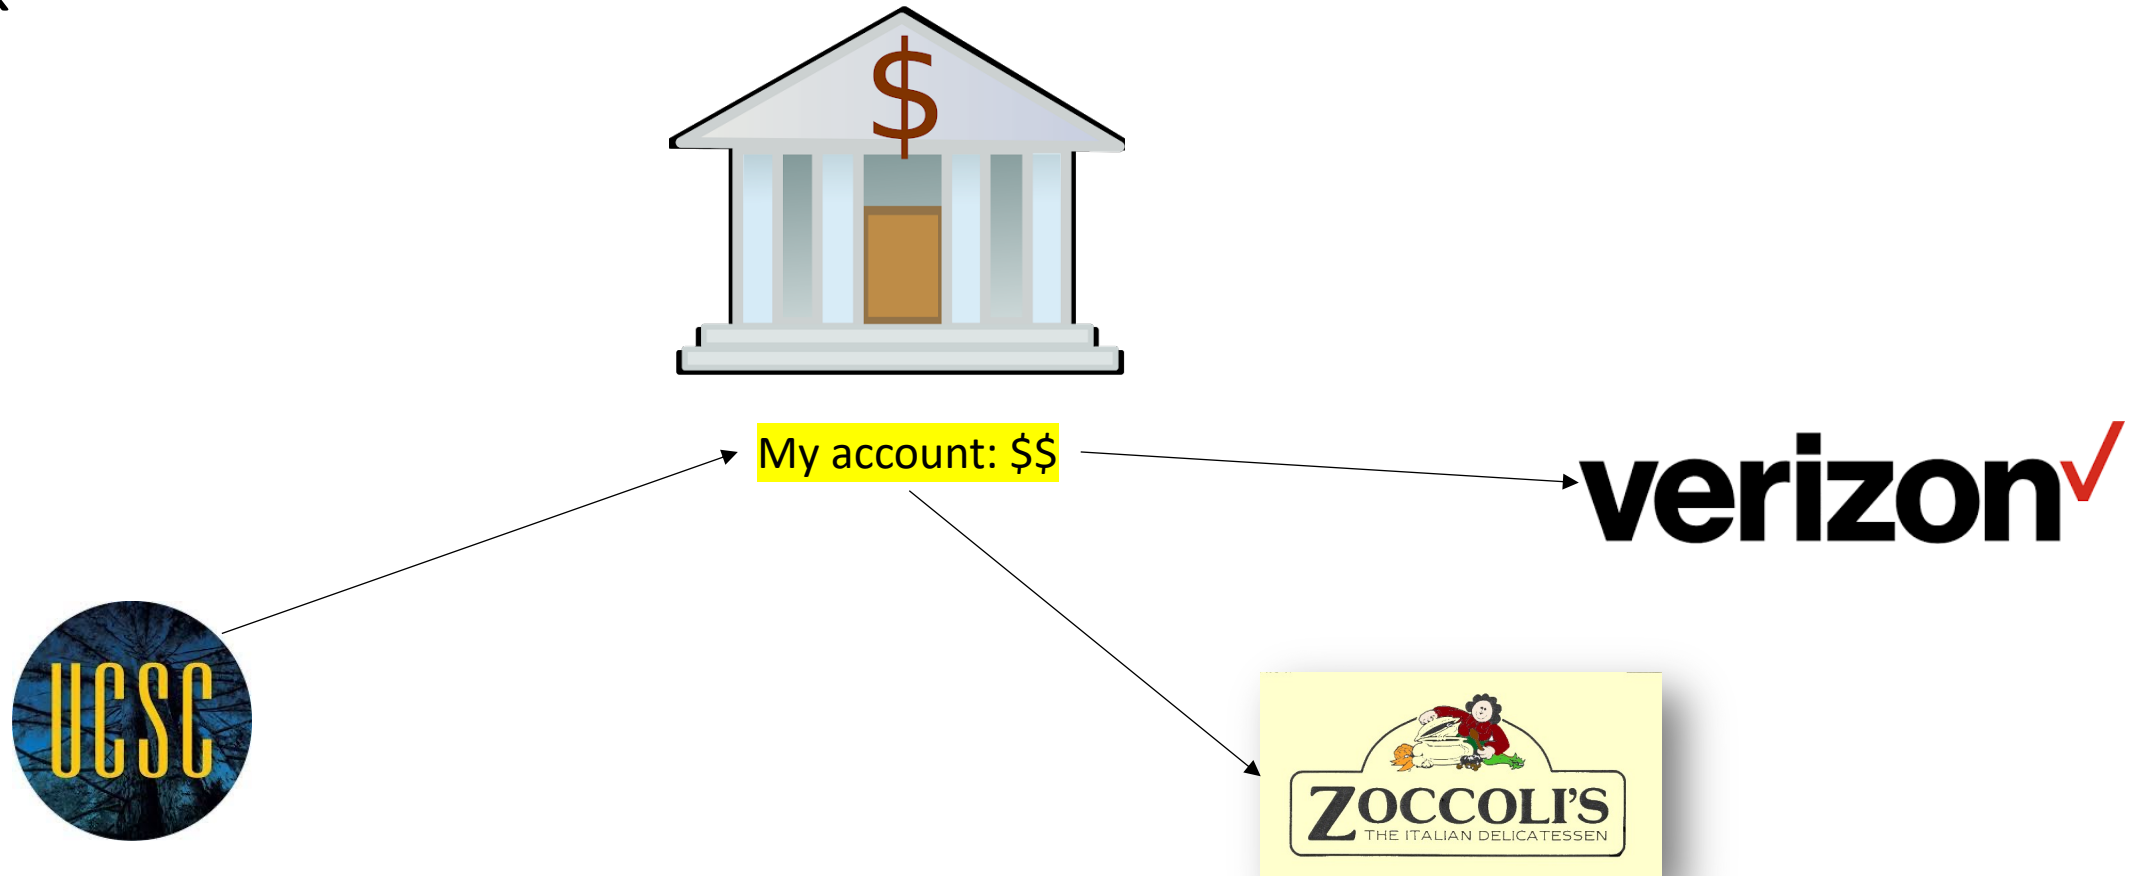 $
My account: $$
verizon
UCSC
ZOCCOLI'S
THE ITALIAN DELICATESSEN